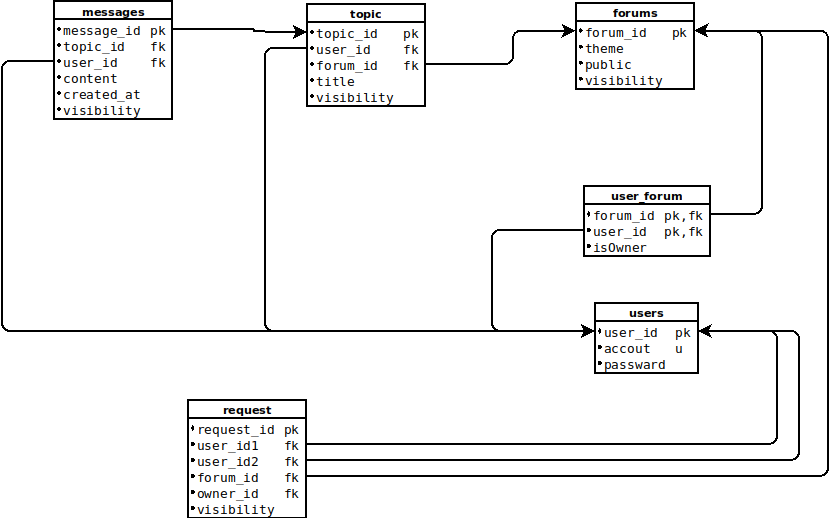 messages
message_id pk
topic_id fk
user_id fk
content
created_at
visibility
topic
topic_id pk
user_id fk
forum_id fk
title
visibility
forums
forum_id pk
theme
public
visibility
user_forum
forum_id pk,fk
user_id pk,fk
isOwner
users
user_id pk
accout u
passward
request
request_id pk
user_id1 fk
user_id2 fk
forum_id fk
owner_id fk
visibility